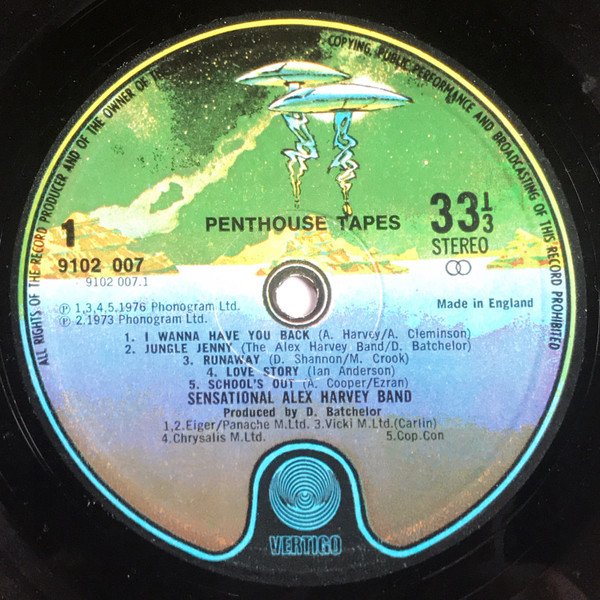 ALL RIGHTS OF THE RECORD PRODUCER AND OF THE OWNER OF
COPYING, PUBLIC PERFORMANCE AND BROADCASTING OF THIS RECORD PROHIBITED
PENTHOUSE TAPES
33⅓
STEREO
1
9102 007
9102 007.1
Made in England
Ⓟ 1,3,4,5.1976 Phonogram Ltd.
Ⓟ 2.1973 Phonogram Ltd.
1. I WANNA HAVE YOU BACK (A. Harvey/A. Cleminson)
2. JUNGLE JENNY (The Alex Harvey Band/D. Batchelor)
3. RUNAWAY (D. Shannon/M. Crook)
4. LOVE STORY (Ian Anderson)
5. SCHOOL'S OUT (A. Cooper/Ezran)
SENSATIONAL ALEX HARVEY BAND
Produced by D. Batchelor
1,2.Eiger/Panache M.Ltd. 3.Vicki M.Ltd.(Carlin)
4.Chrysalis M.Ltd. 5.Cop.Con
VERTIGO